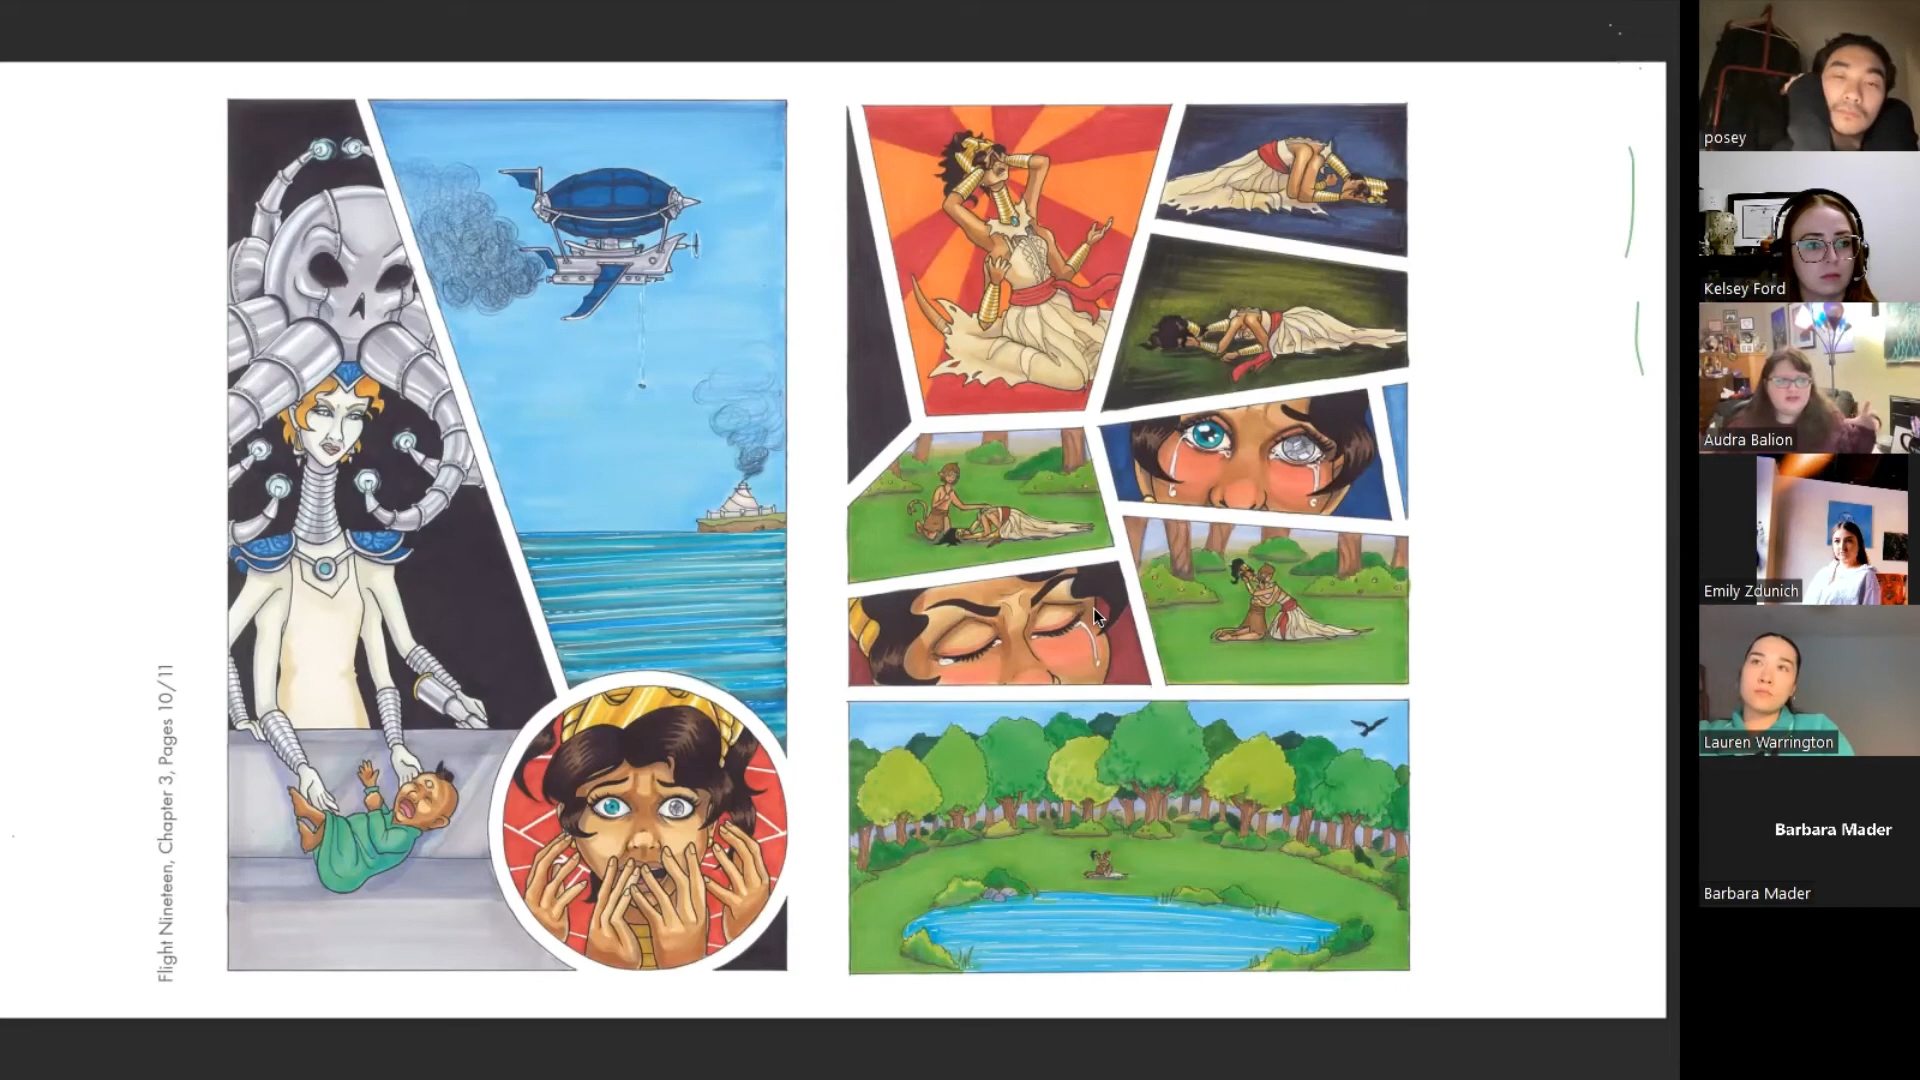 Flight Nineteen, Chapter 3, Pages 10/11
posey
Kelsey Ford
Audra Balion
Emily Zdunich
Lauren Warrington
Barbara Mader
Barbara Mader